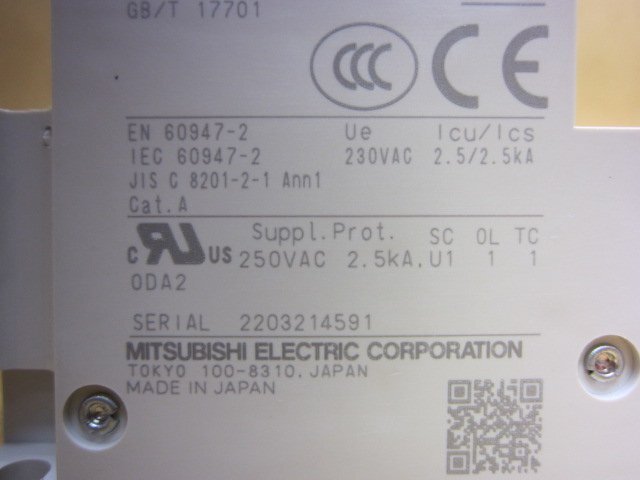 GB/T 17701
CCC CE
EN 60947-2 Ue Icu/Ics
IEC 60947-2 230VAC 2.5/2.5kA
JIS C 8201-2-1 Ann1
Cat.A
Suppl.Prot. SC OL TC
c RU US 250VAC 2.5kA, U1 1 1
ODA2
SERIAL 2203214591
MITSUBISHI ELECTRIC CORPORATION
TOKYO 100-8310, JAPAN
MADE IN JAPAN